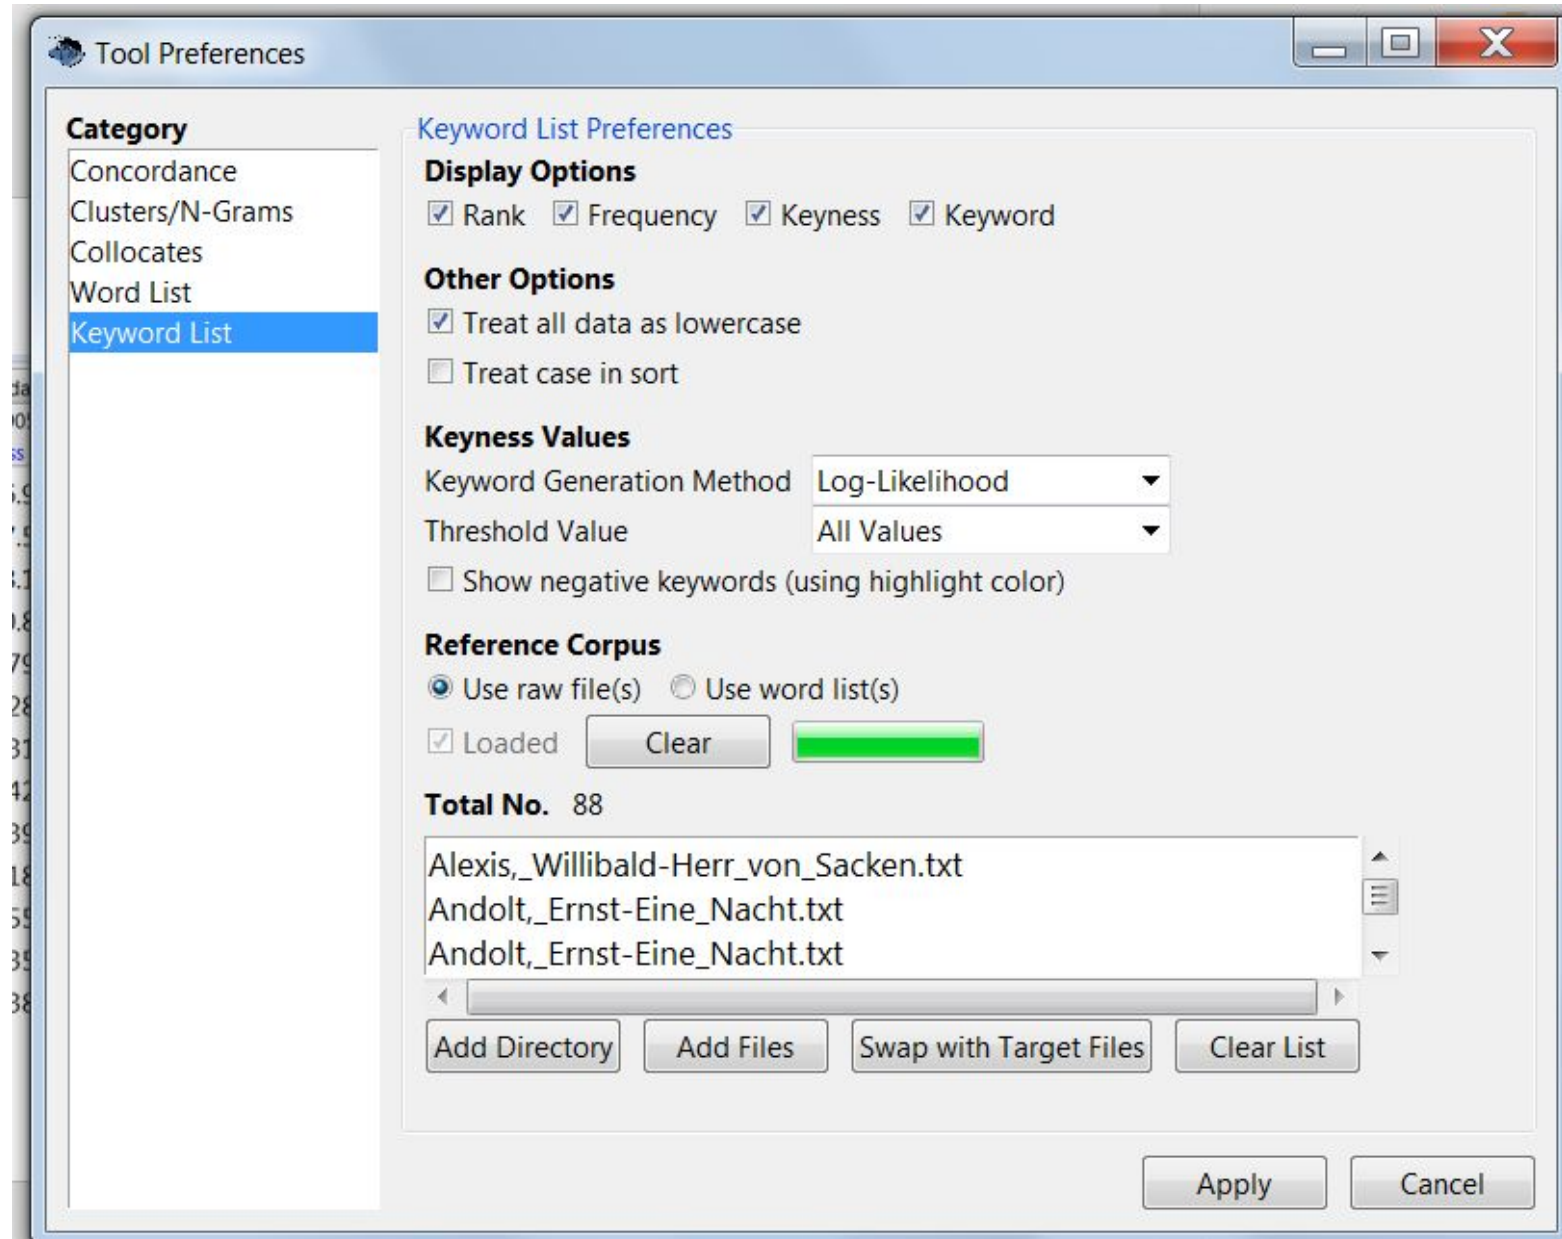 Tool Preferences
Category
Concordance
Clusters/N-Grams
Collocates
Word List
Keyword List
Keyword List Preferences
Display Options
Rank Frequency Keyness Keyword
Other Options
Treat all data as lowercase
Treat case in sort
Keyness Values
Keyword Generation Method Log-Likelihood
Threshold Value All Values
Show negative keywords (using highlight color)
Reference Corpus
Use raw file(s) Use word list(s)
Loaded Clear
Total No. 88
Alexis,_Willibald-Herr_von_Sacken.txt
Andolt,_Ernst-Eine_Nacht.txt
Andolt,_Ernst-Eine_Nacht.txt
Add Directory Add Files Swap with Target Files Clear List
Apply Cancel